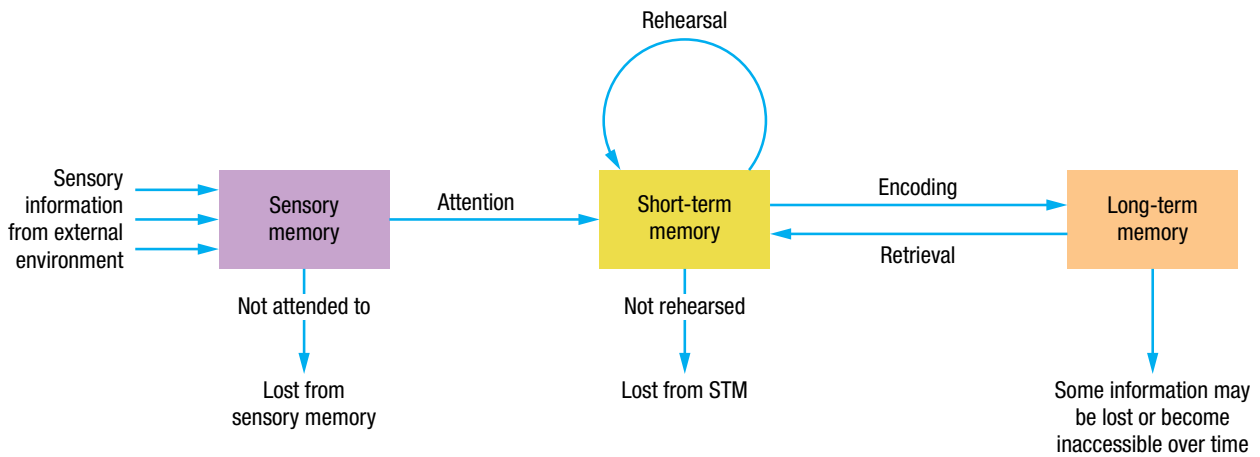 Rehearsal
Sensory
information
from external
environment
Sensory
memory
Attention
Short-term
memory
Encoding
Retrieval
Long-term
memory
Not attended to
Not rehearsed
Lost from
sensory memory
Lost from STM
Some information may
be lost or become
inaccessible over time